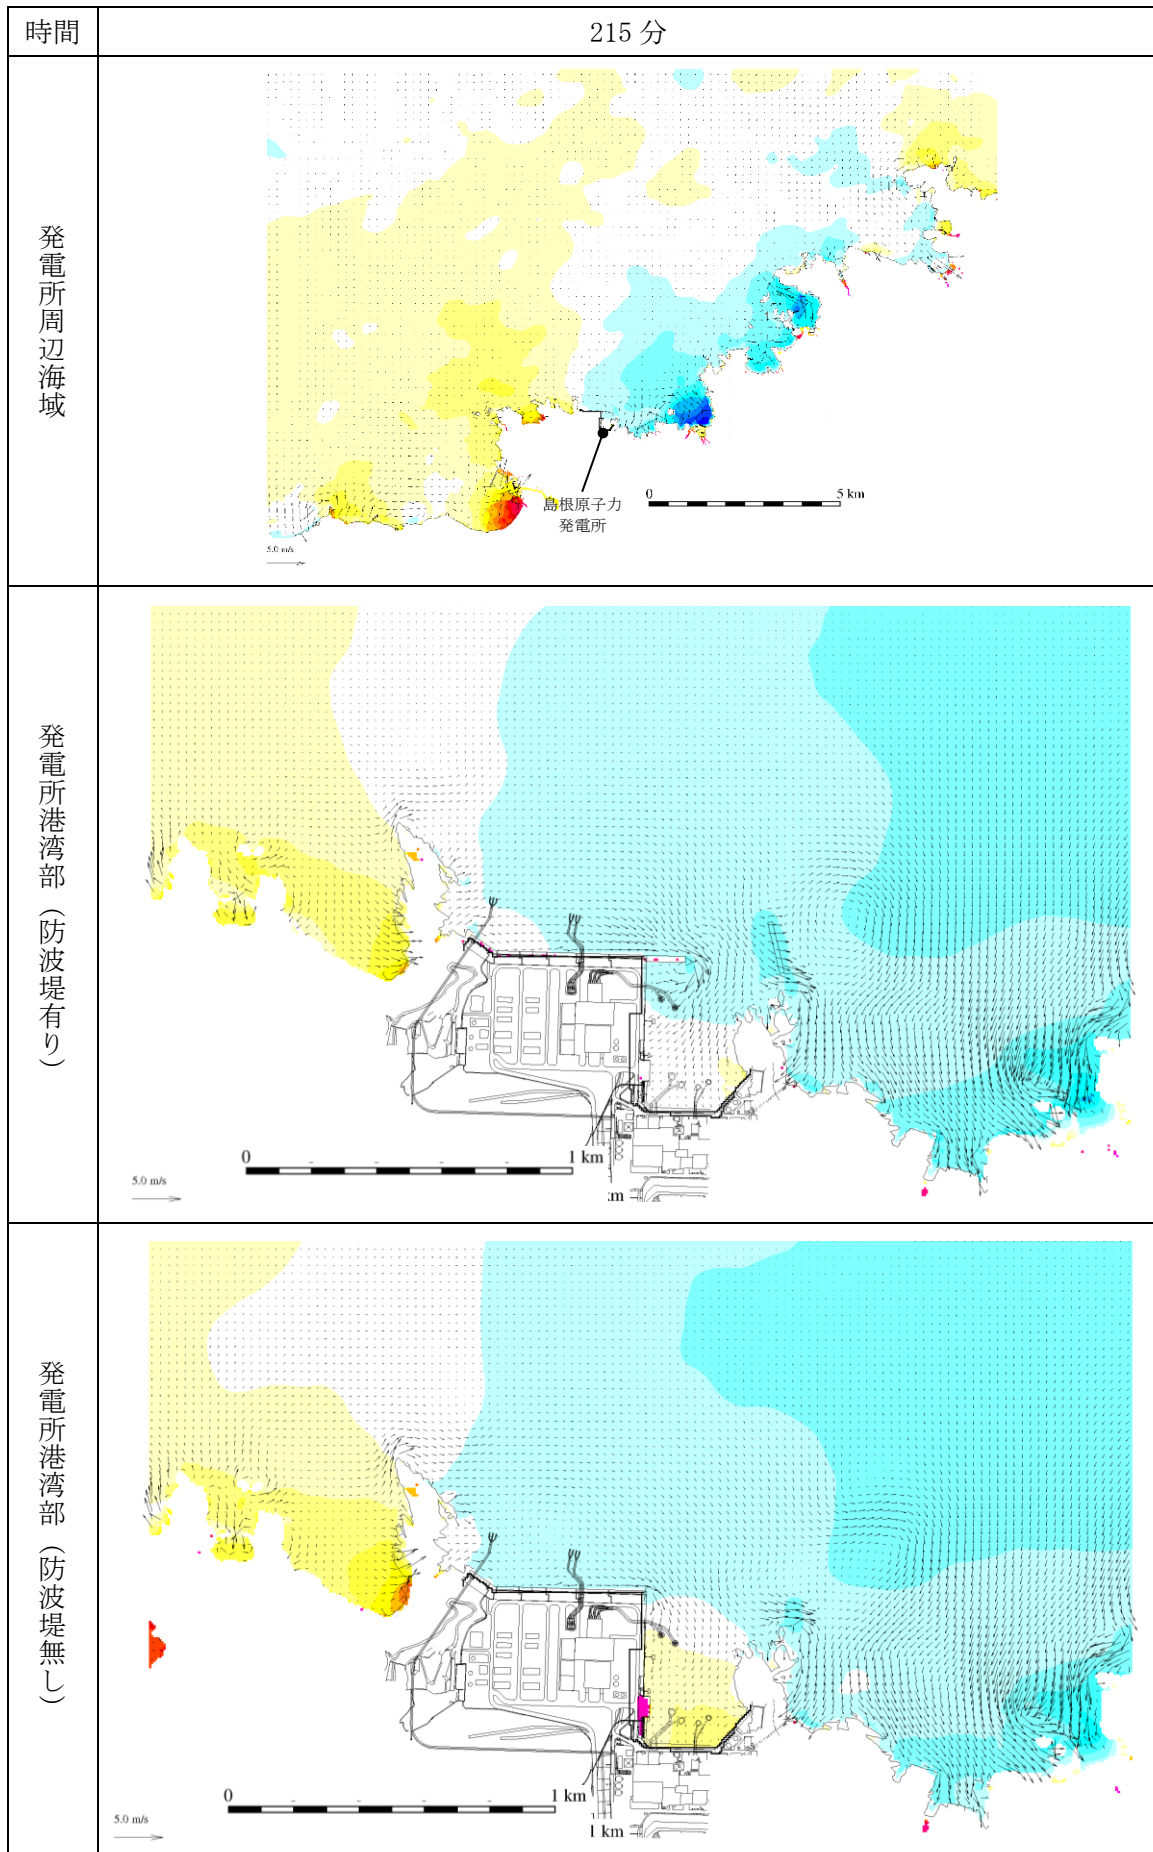 時間
215 分
発電所周辺海域
島根原子力
発電所
0
5 km
5.0 m/s
発電所港湾部（防波堤有り）
0
1 km
km
5.0 m/s
発電所港湾部（防波堤無し）
0
1 km
1 km
5.0 m/s